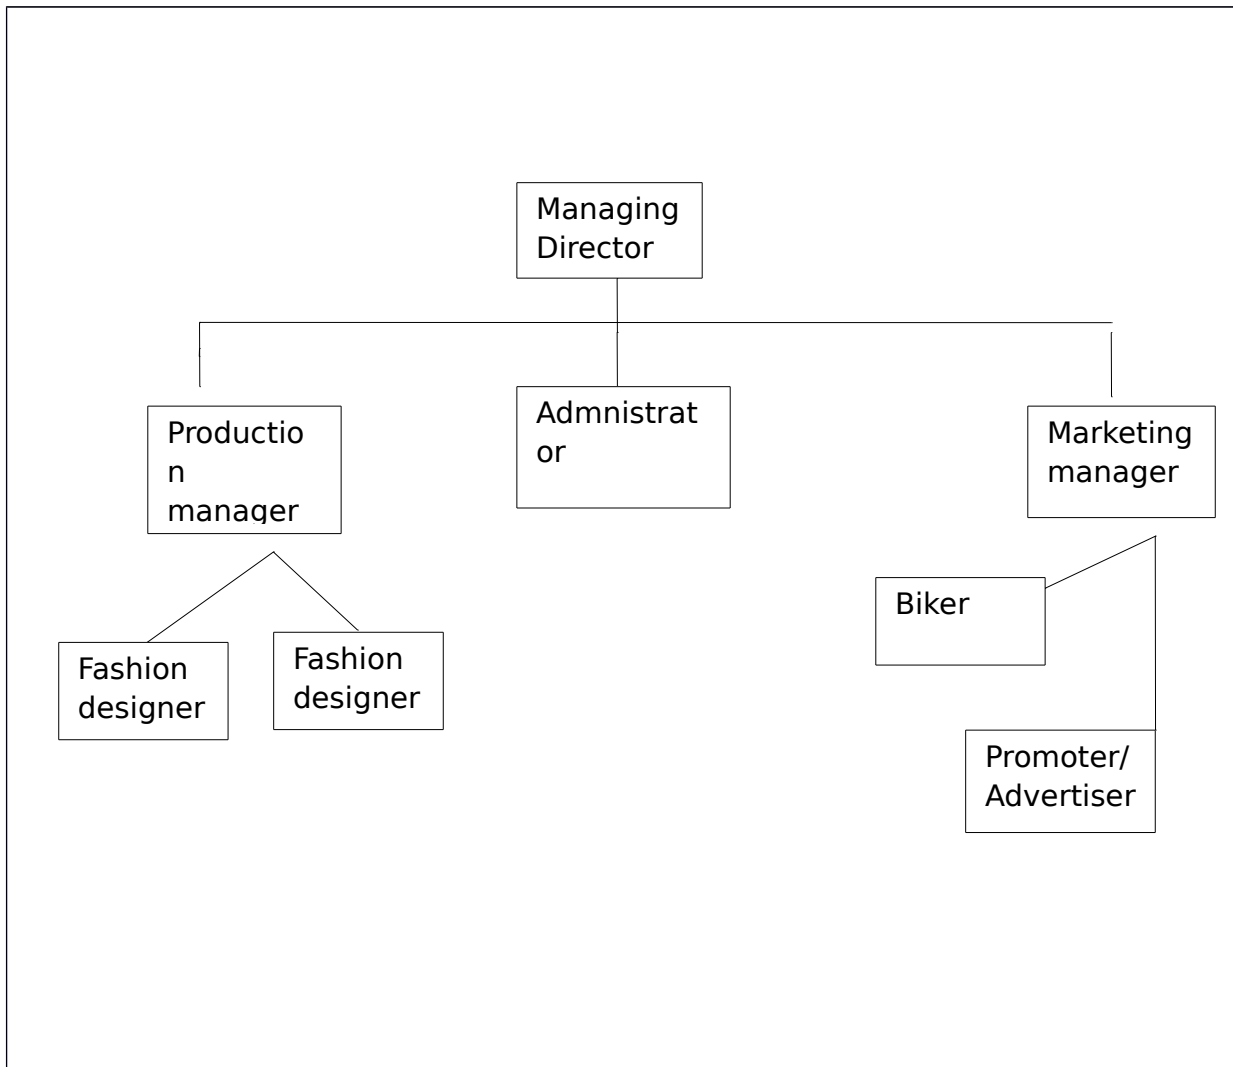 Managing
Director
Productio
n
manager
Admnistrat
or
Marketing
manager
Biker
Fashion
designer
Fashion
designer
Promoter/
Advertiser